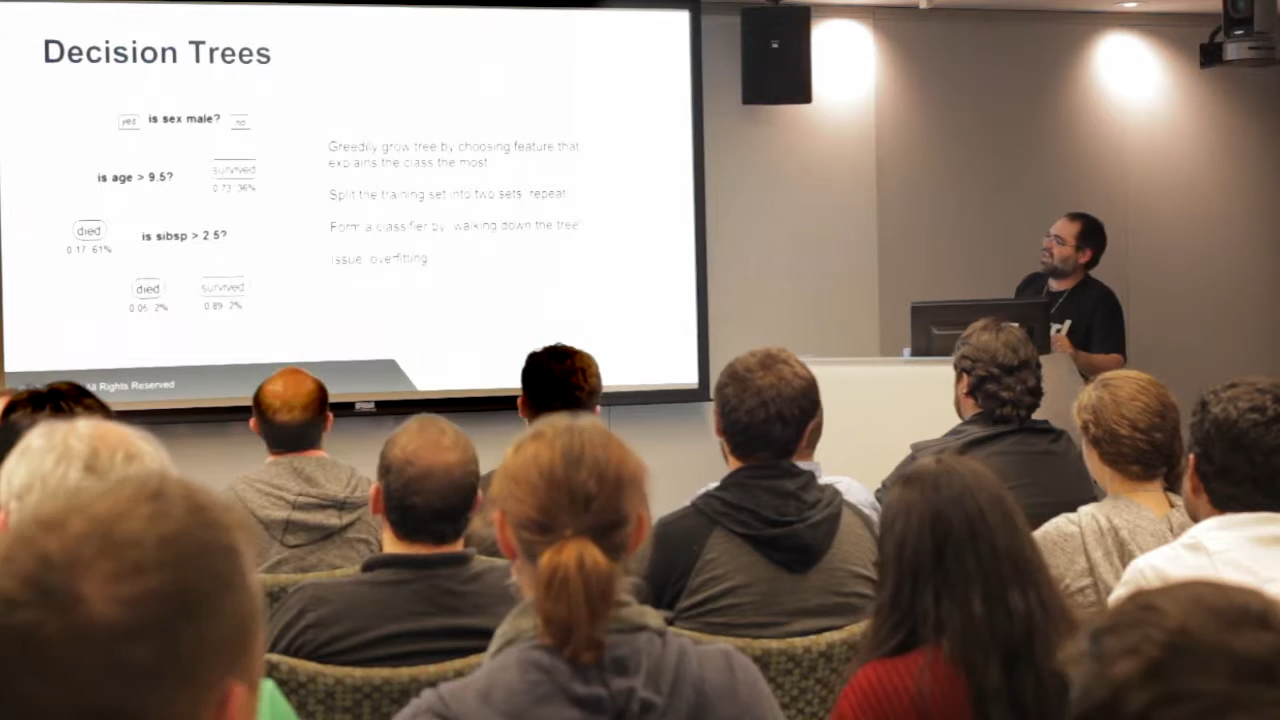 Decision Trees
yes is sex male? no
is age > 9.5?
survived
0.73 36%
died
0.17 61%
is sibsp > 2.5?
died
0.05 2%
survived
0.89 2%
Greedily grow tree by choosing feature that
explains the class the most
Split the training set into two sets, repeat
Form a classifier by "walking down the tree"
Issue: overfitting
All Rights Reserved